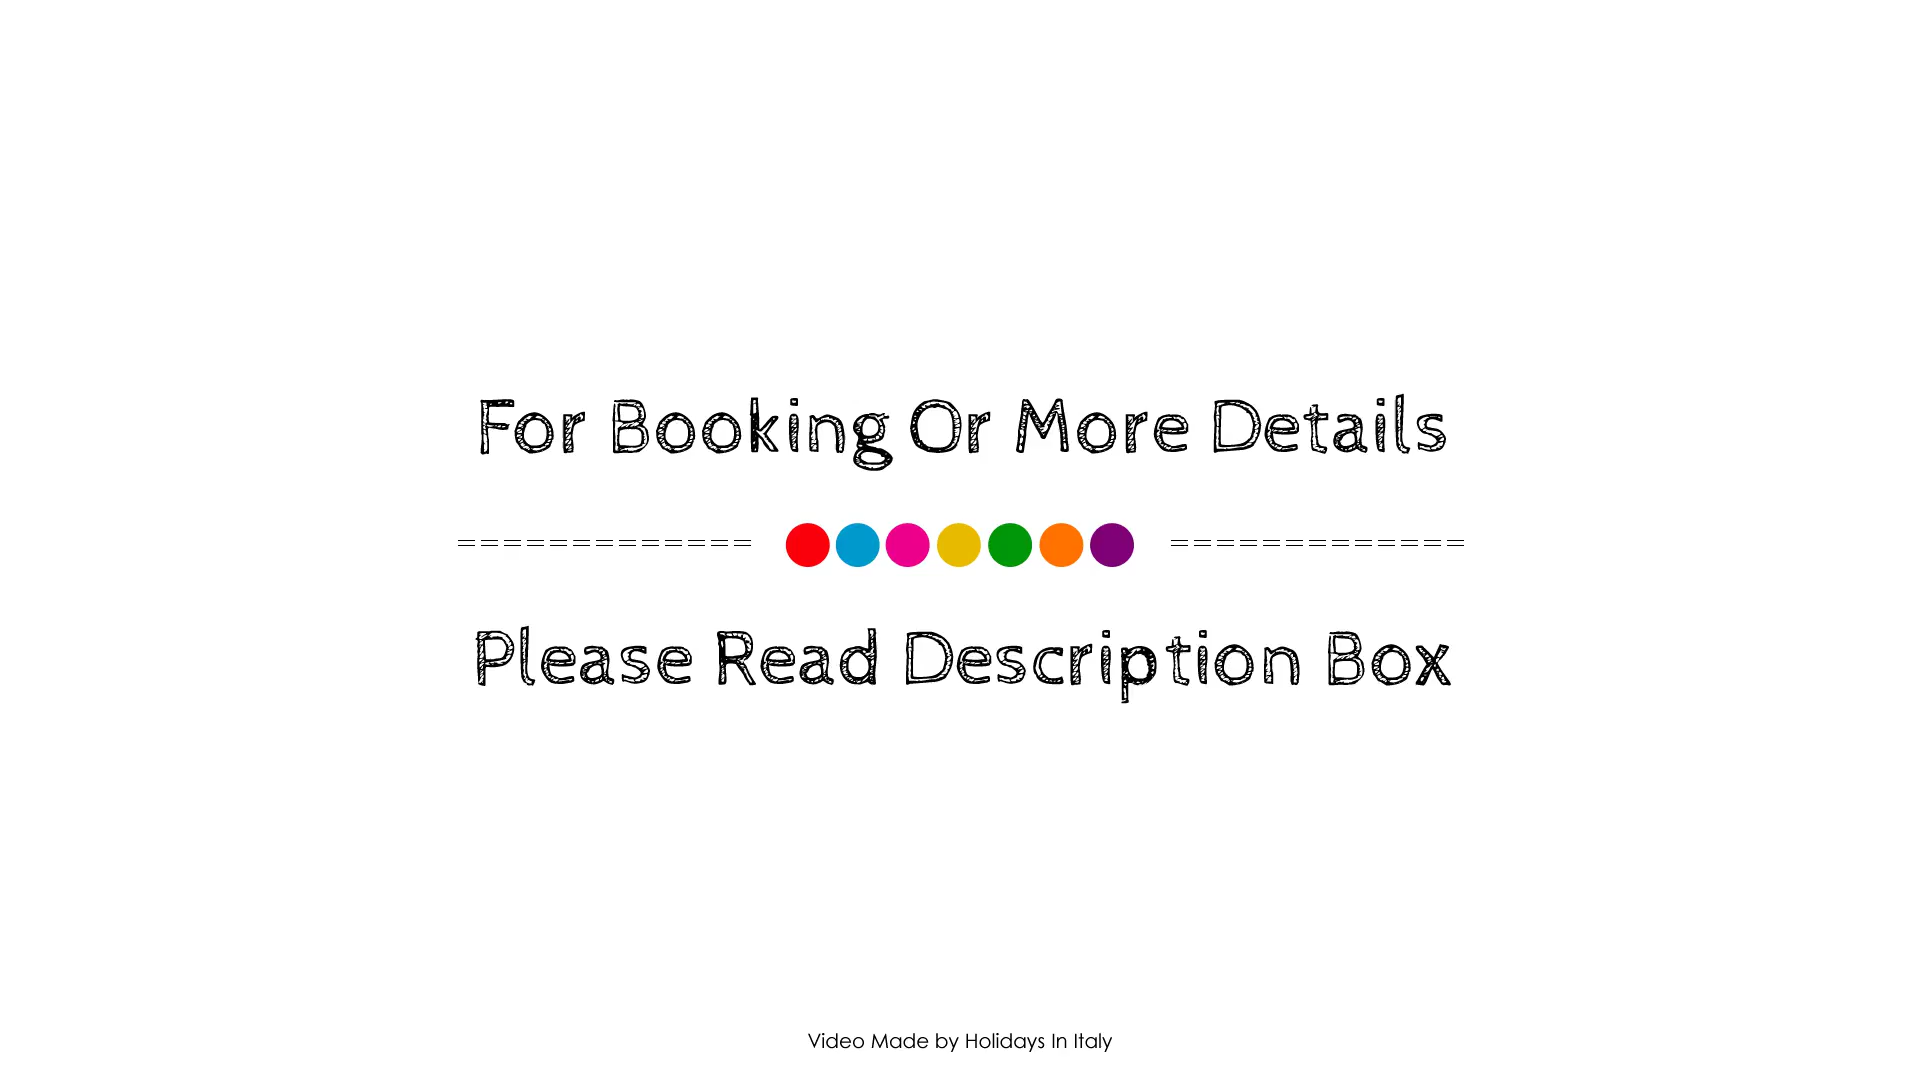 For Booking Or More Details
============= =============
Please Read Description Box
Video Made by Holidays In Italy